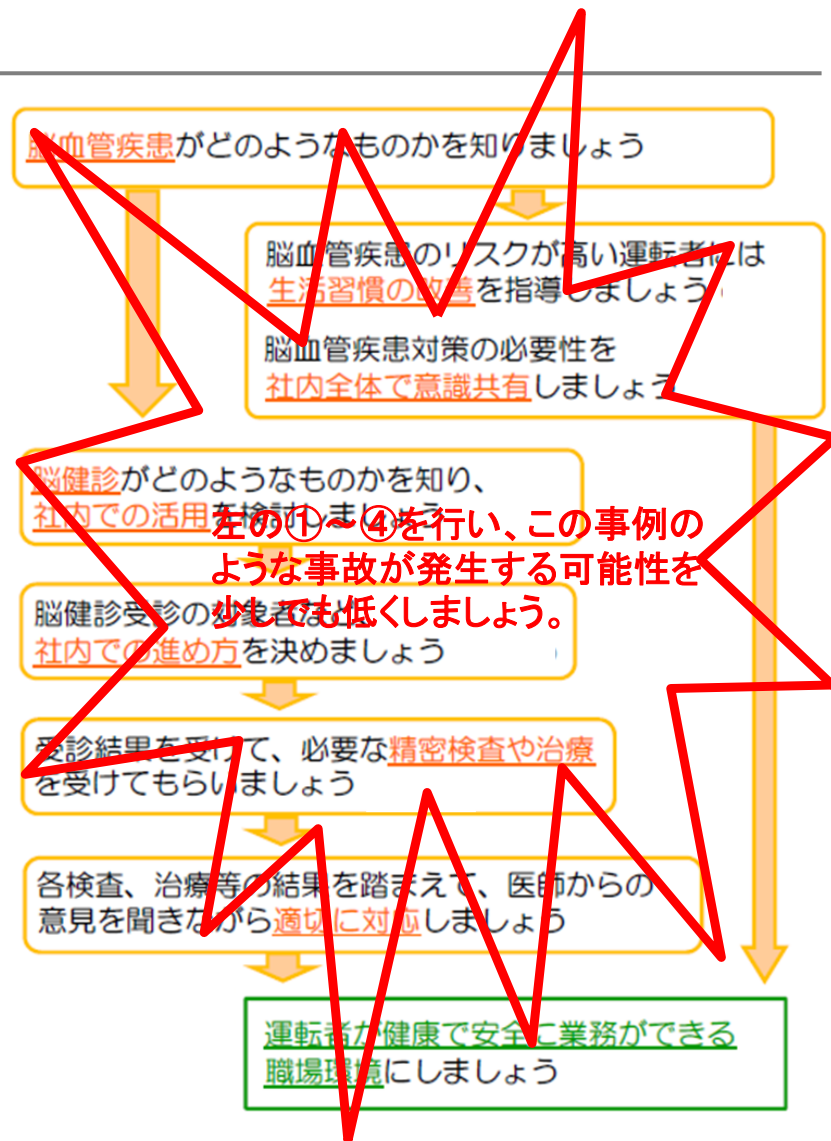 脳血管疾患がどのようなものかを知りましょう
脳血管疾患のリスクが高い運転者には
生活習慣の改善を指導しましょう
脳血管疾患対策の必要性を
社内全体で意識共有しましょう
脳健診がどのようなものかを知り、
社内での活用を検討しましょう
左の①～④を行い、この事例の
ような事故が発生する可能性を
少しでも低くしましょう。
脳健診受診の対象者など、
社内での進め方を決めましょう
受診結果を受けて、必要な精密検査や治療
を受けてもらいましょう
各検査、治療等の結果を踏まえて、医師からの
意見を聞きながら適切に対応しましょう
運転者が健康で安全に業務ができる
職場環境にしましょう